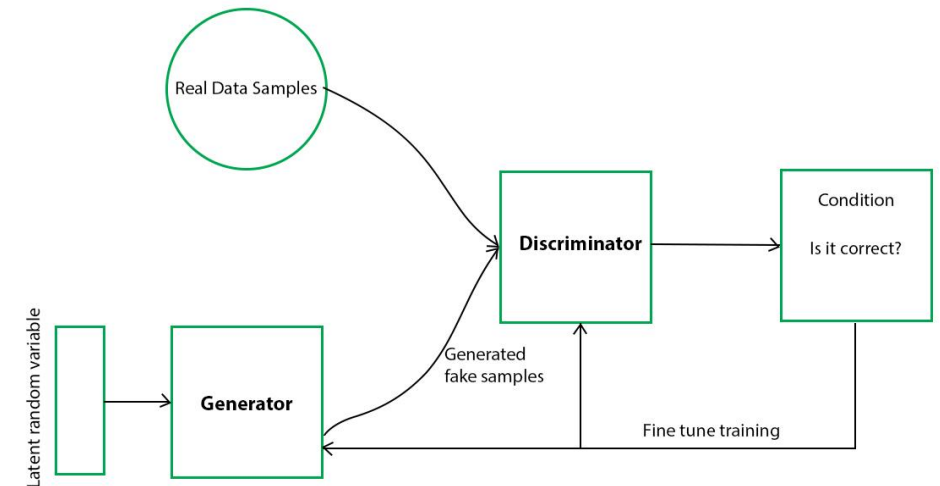 Real Data Samples
Condition
Discriminator
Is it correct?
Latent random variable
Generated
fake samples
Generator
Fine tune training